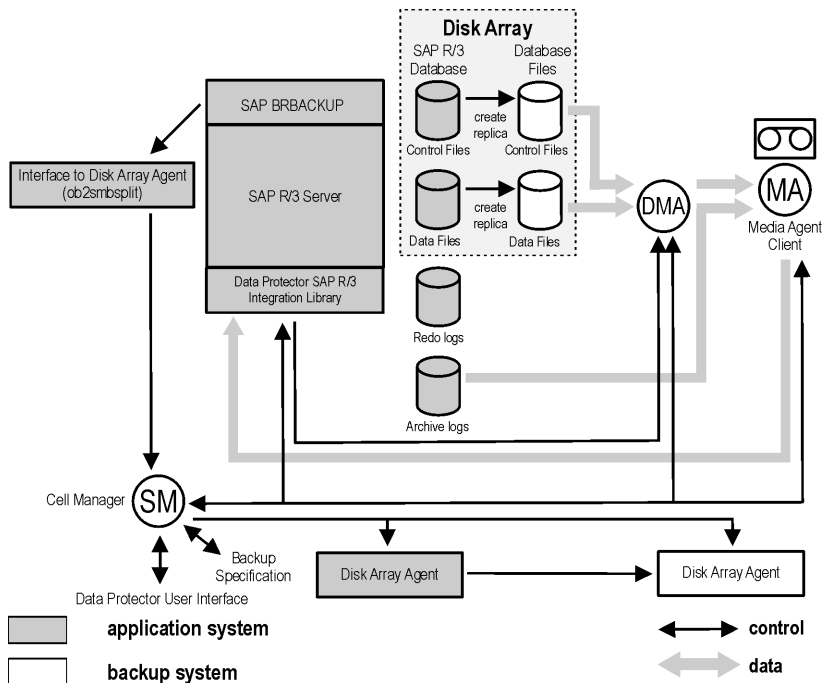 Disk Array
SAP R/3
Database
Database
Files
SAP BRBACKUP
create
replica
Control Files
Control Files
Interface to Disk Array Agent
(ob2smbsplit)
SAP R/3 Server
DMA
MA
Media Agent
Client
create
replica
Data Files
Data Files
Data Protector SAP R/3
Integration Library
Redo logs
Archive logs
Cell Manager
SM
Backup
Specification
Disk Array Agent
Disk Array Agent
Data Protector User Interface
application system
control
backup system
data